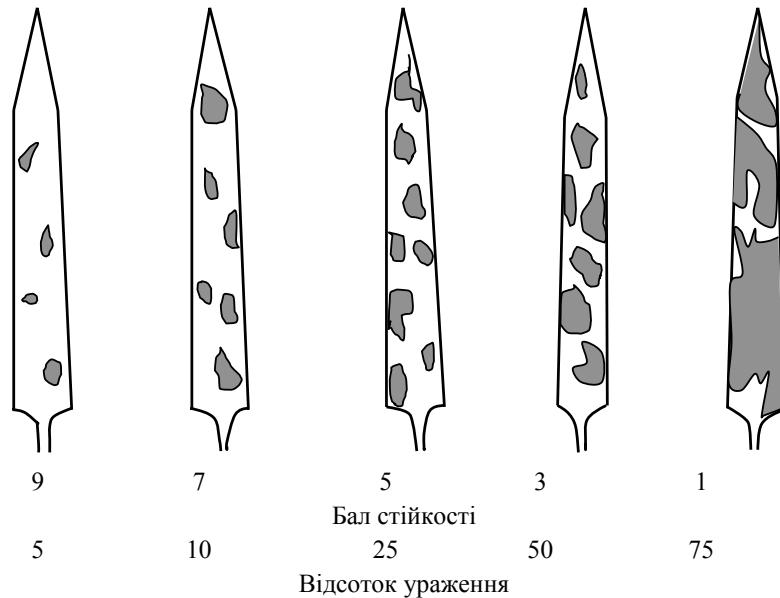 9 7 5 3 1
Бал стійкості
5 10 25 50 75
Відсоток ураження